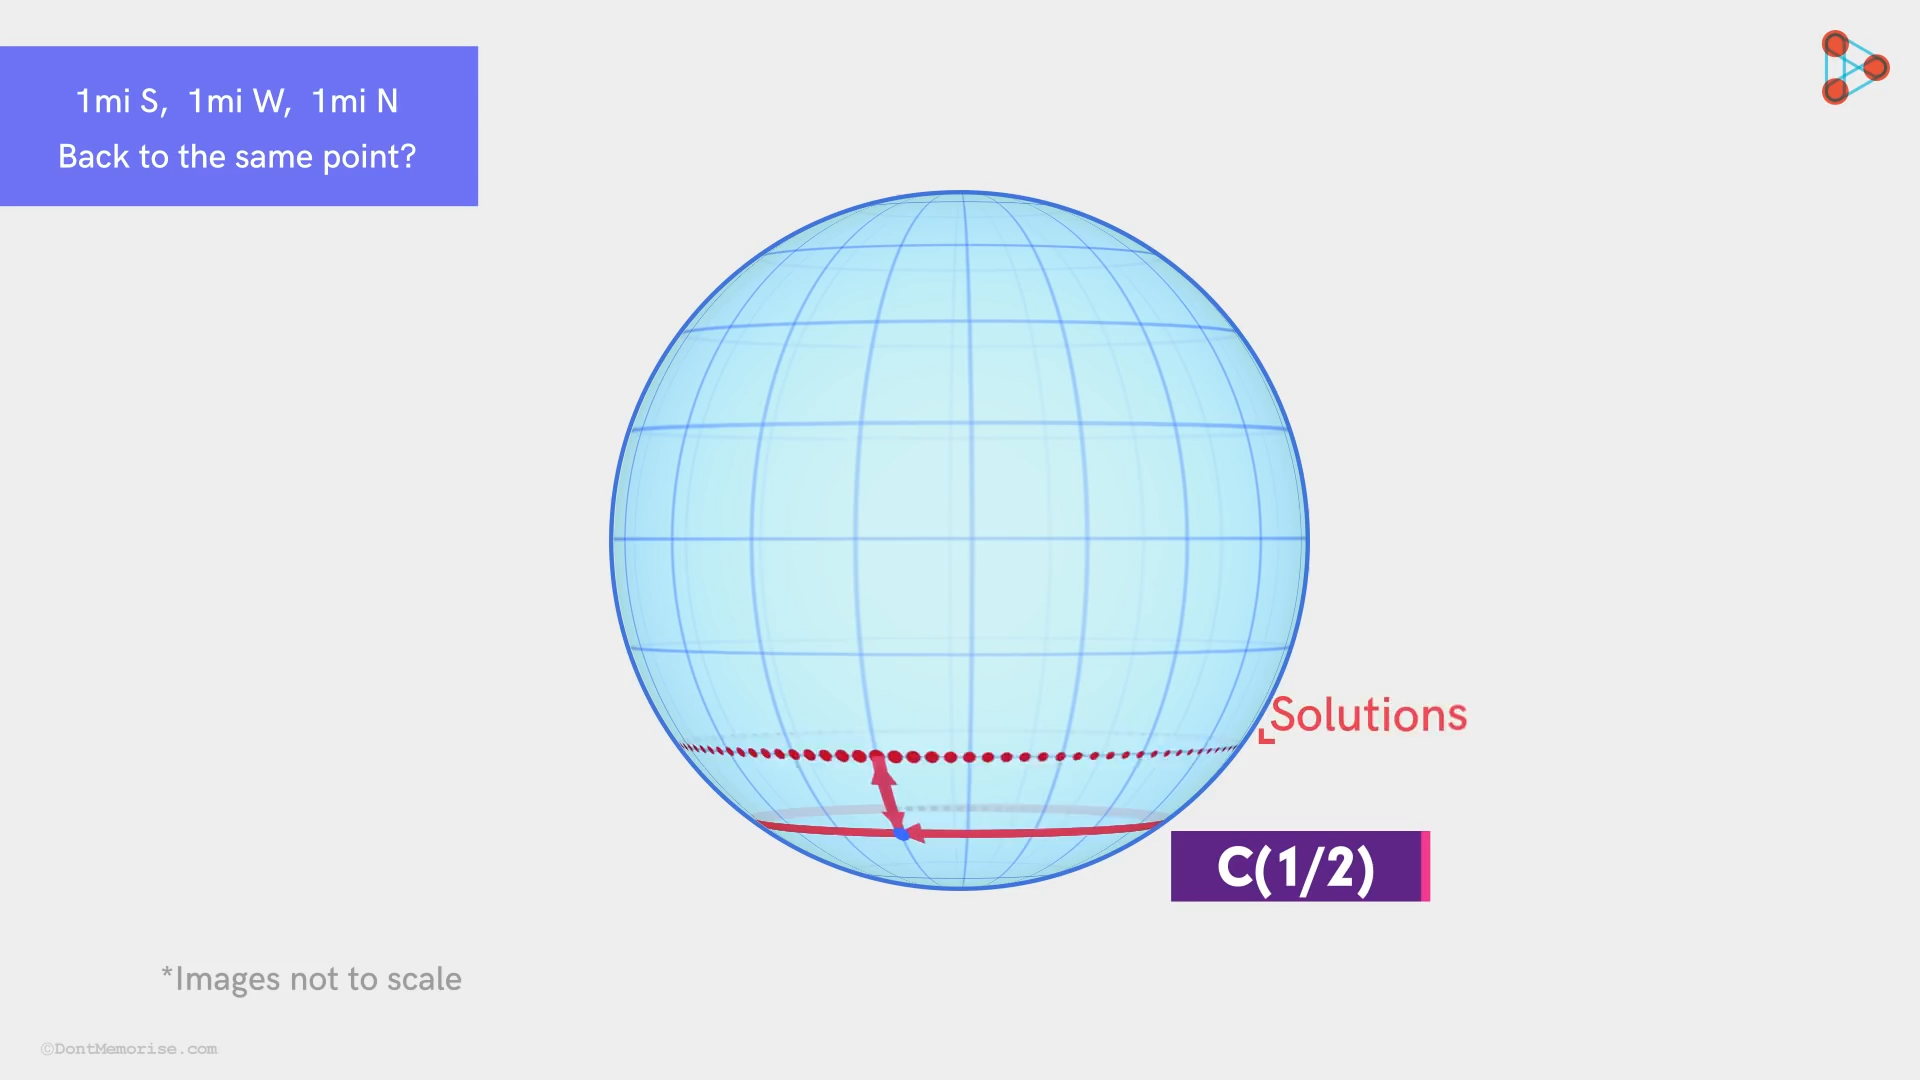 1mi S, 1mi W, 1mi N
Back to the same point?
Solutions
C(1/2)
*Images not to scale
©DontMemorise.com